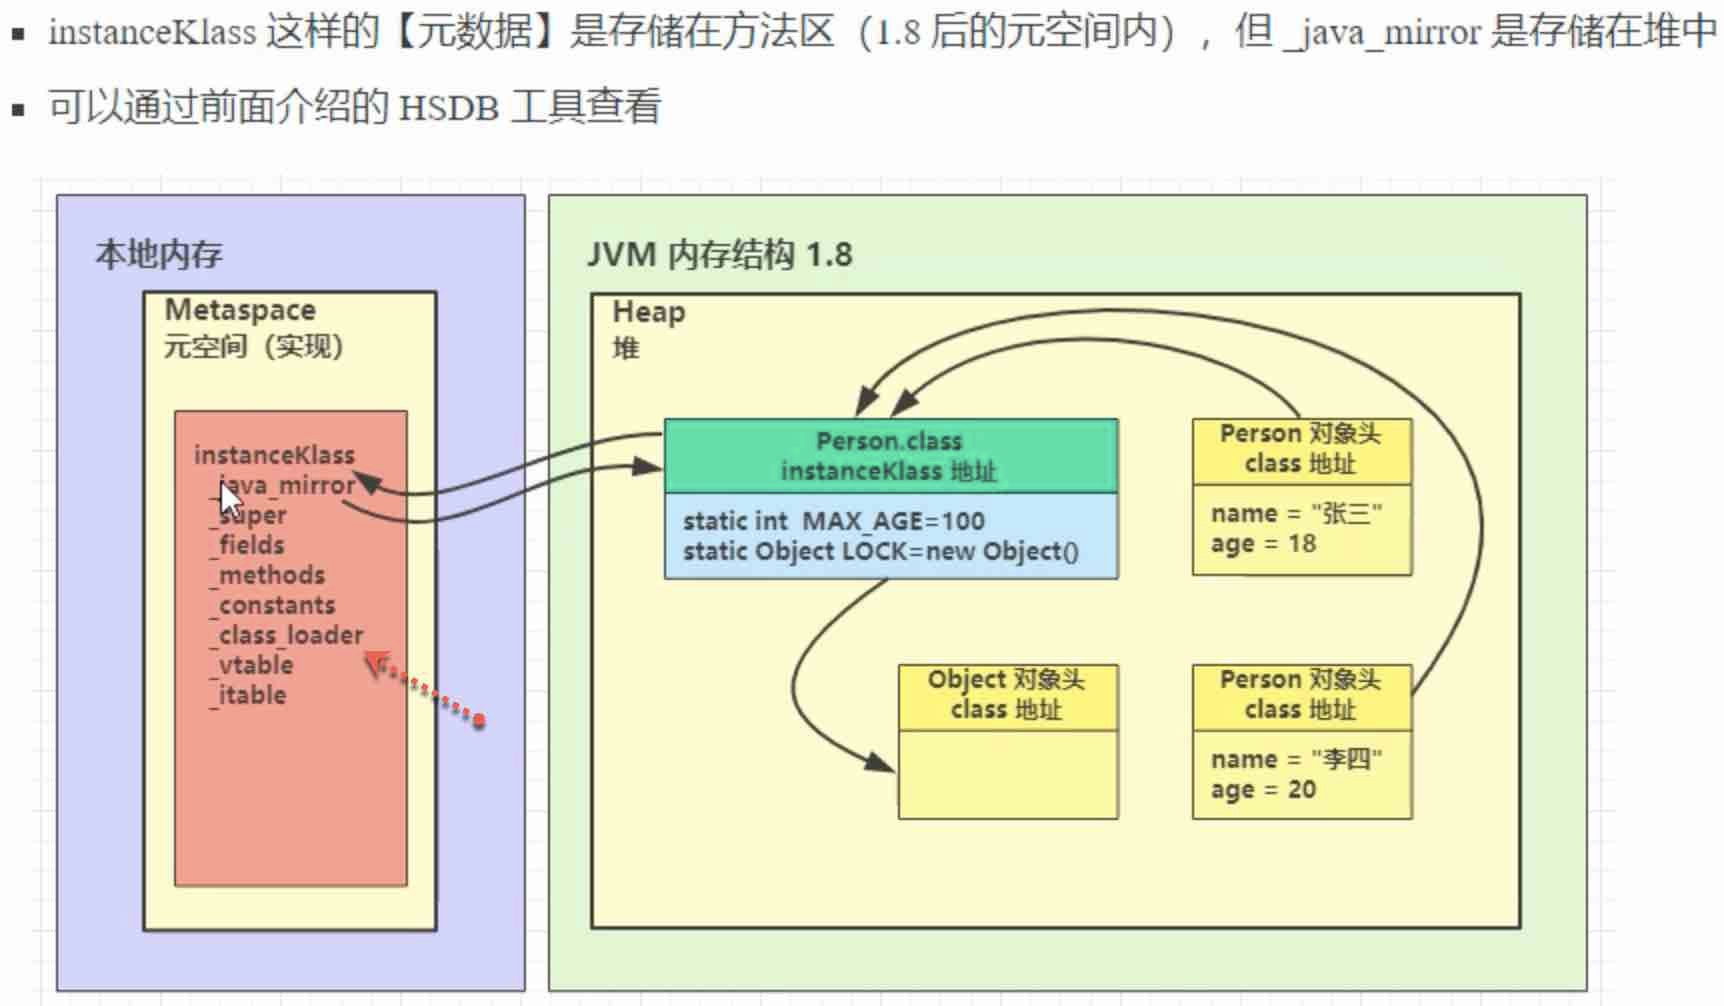 ▪ instanceKlass 这样的【元数据】是存储在方法区（1.8 后的元空间内），但 _java_mirror 是存储在堆中
▪ 可以通过前面介绍的 HSDB 工具查看
本地内存
Metaspace
元空间（实现）
instanceKlass
_java_mirror
_super
_fields
_methods
_constants
_class_loader
_vtable
_itable
JVM 内存结构 1.8
Heap
堆
Person.class
instanceKlass 地址
static int MAX_AGE=100
static Object LOCK=new Object()
Person 对象头
class 地址
name = "张三"
age = 18
Object 对象头
class 地址
Person 对象头
class 地址
name = "李四"
age = 20